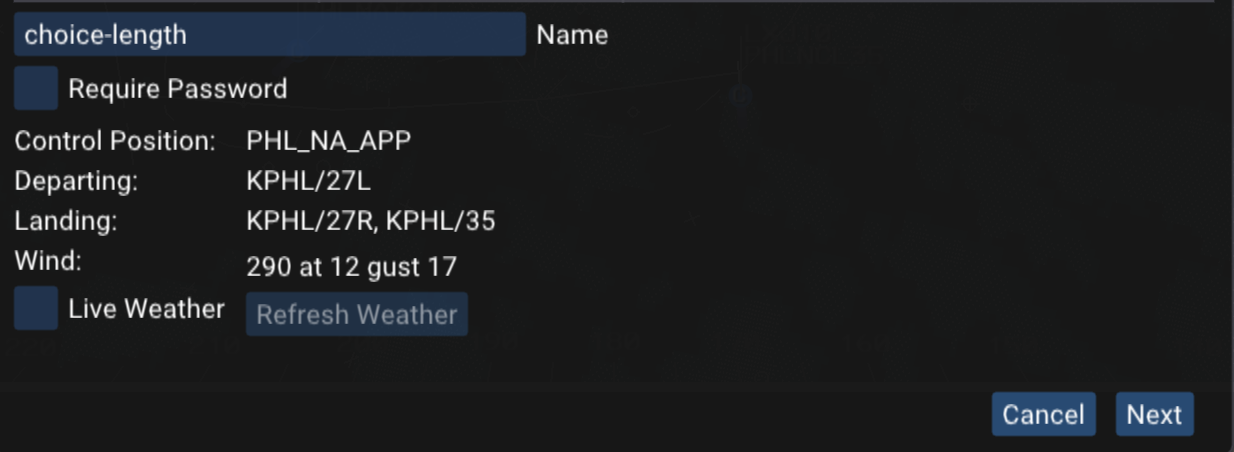 choice-length Name
Require Password
Control Position: PHL_NA_APP
Departing: KPHL/27L
Landing: KPHL/27R, KPHL/35
Wind: 290 at 12 gust 17
Live Weather Refresh Weather
Cancel Next